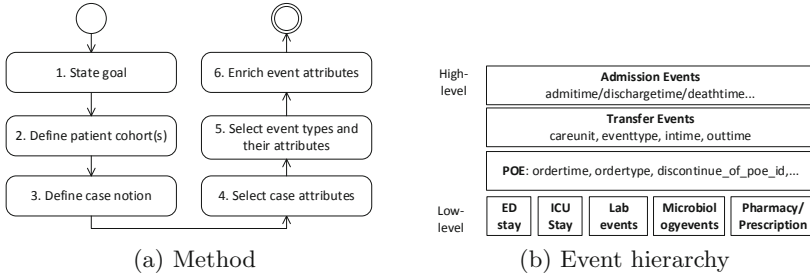 1. State goal
2. Define patient cohort(s)
3. Define case notion
4. Select case attributes
5. Select event types and
their attributes
6. Enrich event attributes
(a) Method
High-
level
Admission Events
admitime/dischargetime/deathtime...
Transfer Events
careunit, eventtype, intime, outtime
POE: ordertime, ordertype, discontinue_of_poe_id,...
Low-
level
ED
stay
ICU
Stay
Lab
events
Microbiol
ogyevents
Pharmacy/
Prescription
(b) Event hierarchy